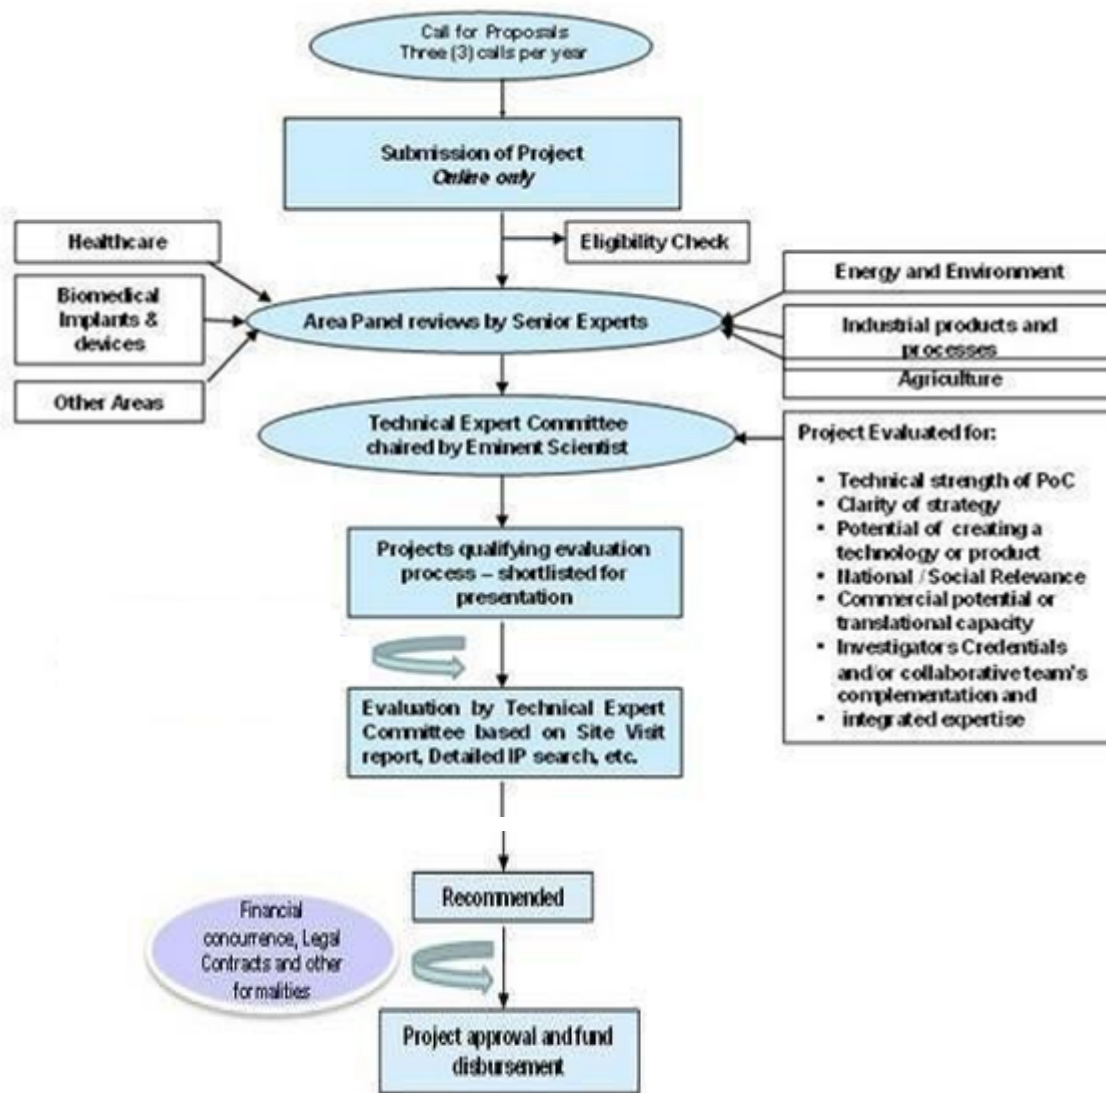 Call for Proposals
Three (3) calls per year
Submission of Project
Online only
Eligibility Check
Healthcare
Biomedical
Implants &
devices
Other Areas
Area Panel reviews by Senior Experts
Energy and Environment
Industrial products and
processes
Agriculture
Technical Expert Committee
chaired by Eminent Scientist
Project Evaluated for:
• Technical strength of PoC
• Clarity of strategy
• Potential of creating a
technology or product
• National / Social Relevance
• Commercial potential or
translational capacity
• Investigators Credentials
and/or collaborative team's
complementation and
• integrated expertise
Projects qualifying evaluation
process – shortlisted for
presentation
Evaluation by Technical Expert
Committee based on Site Visit
report, Detailed IP search, etc.
Recommended
Financial
concurrence, Legal
Contracts and other
formalities
Project approval and fund
disbursement